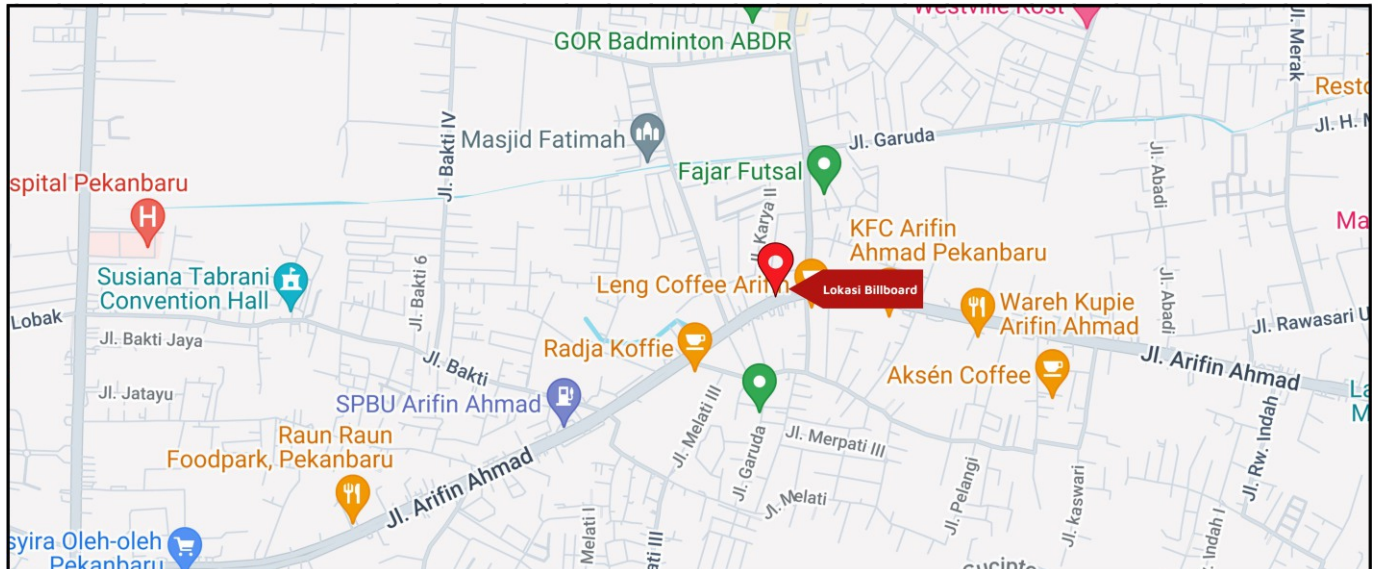 Westville Kost
GOR Badminton ABDR
Jl. Merak
Jl. Bakti IV
Masjid Fatimah
Jl. Garuda
Jl. H.
Jl. Abadi
Fajar Futsal
spital Pekanbaru
H
Jl. Karya II
KFC Arifin
Ahmad Pekanbaru
Ma
Susiana Tabrani
Convention Hall
Jl. Bakti 6
Leng Coffee Arifin
Lokasi Billboard
Wareh Kupie
Arifin Ahmad
Jl. Abadi
Lobak
Jl. Bakti Jaya
Jl. Rawasari U
Radja Koffie
Jl. Bakti
Jl. Arifin Ahmad
Aksén Coffee
Jl. Jatayu
SPBU Arifin Ahmad
La
M
Raun Raun
Foodpark, Pekanbaru
Jl. Melati III
Jl. Garuda
Jl. Merpati III
Jl. Rw. Indah
Jl. Arifin Ahmad
Jl. Melati
Jl. Pelangi
Jl. kaswari
Melati I
ati III
Indah I
syira Oleh-oleh
Pekanbaru